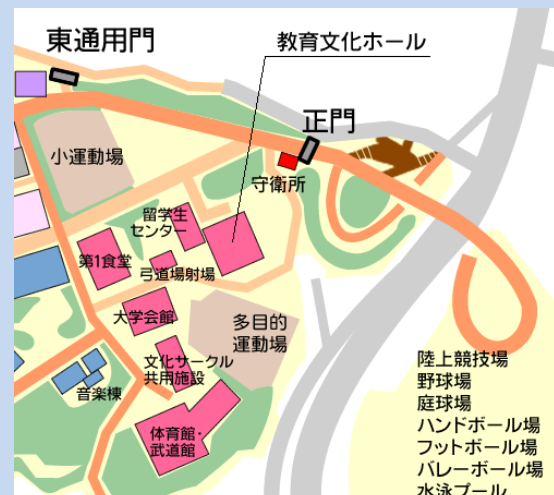 東通用門
教育文化ホール
正門
小運動場
守衛所
留学生
センター
第1食堂
弓道場射場
大学会館
多目的
運動場
文化サークル
共用施設
音楽棟
体育館・
武道館
陸上競技場
野球場
庭球場
ハンドボール場
フットボール場
バレーボール場
水泳プール